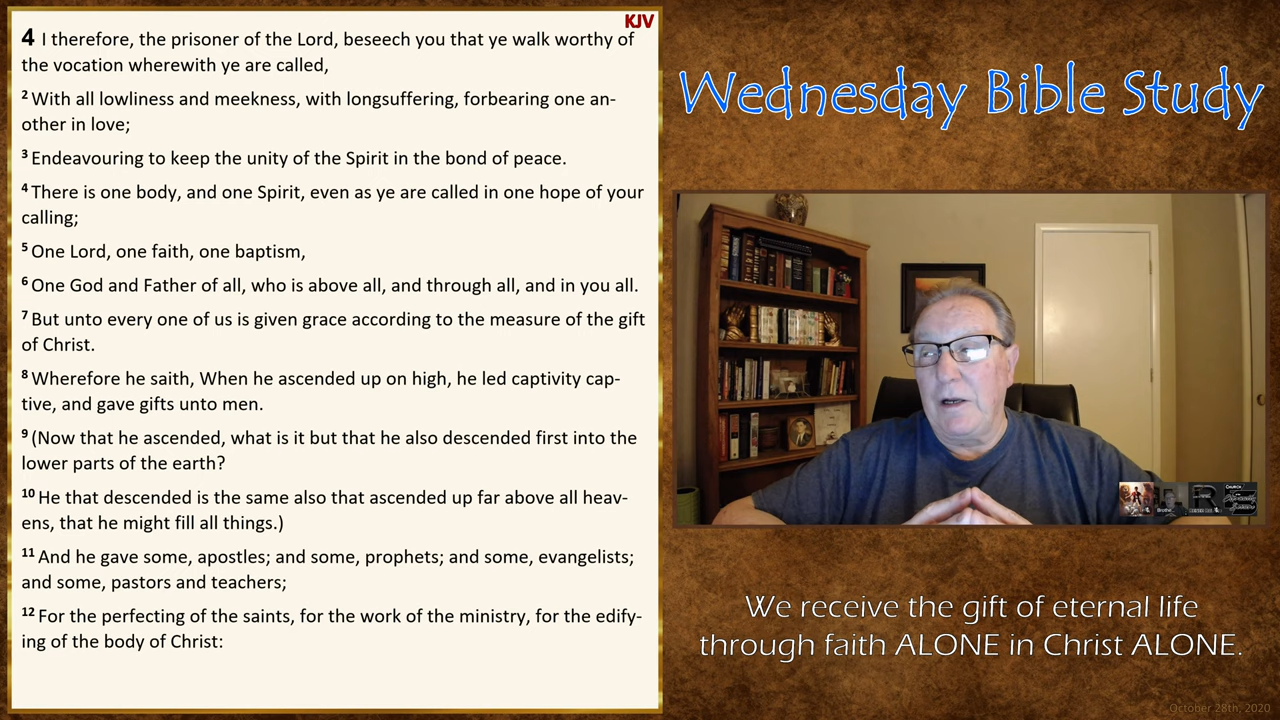 KJV
4 I therefore, the prisoner of the Lord, beseech you that ye walk worthy of
the vocation wherewith ye are called,
2 With all lowliness and meekness, with longsuffering, forbearing one an-
other in love;
3 Endeavouring to keep the unity of the Spirit in the bond of peace.
4 There is one body, and one Spirit, even as ye are called in one hope of your
calling;
5 One Lord, one faith, one baptism,
6 One God and Father of all, who is above all, and through all, and in you all.
7 But unto every one of us is given grace according to the measure of the gift
of Christ.
8 Wherefore he saith, When he ascended up on high, he led captivity cap-
tive, and gave gifts unto men.
9 (Now that he ascended, what is it but that he also descended first into the
lower parts of the earth?
10 He that descended is the same also that ascended up far above all heav-
ens, that he might fill all things.)
11 And he gave some, apostles; and some, prophets; and some, evangelists;
and some, pastors and teachers;
12 For the perfecting of the saints, for the work of the ministry, for the edify-
ing of the body of Christ:
Wednesday Bible Study
We receive the gift of eternal life
through faith ALONE in Christ ALONE.
October 28th, 2020